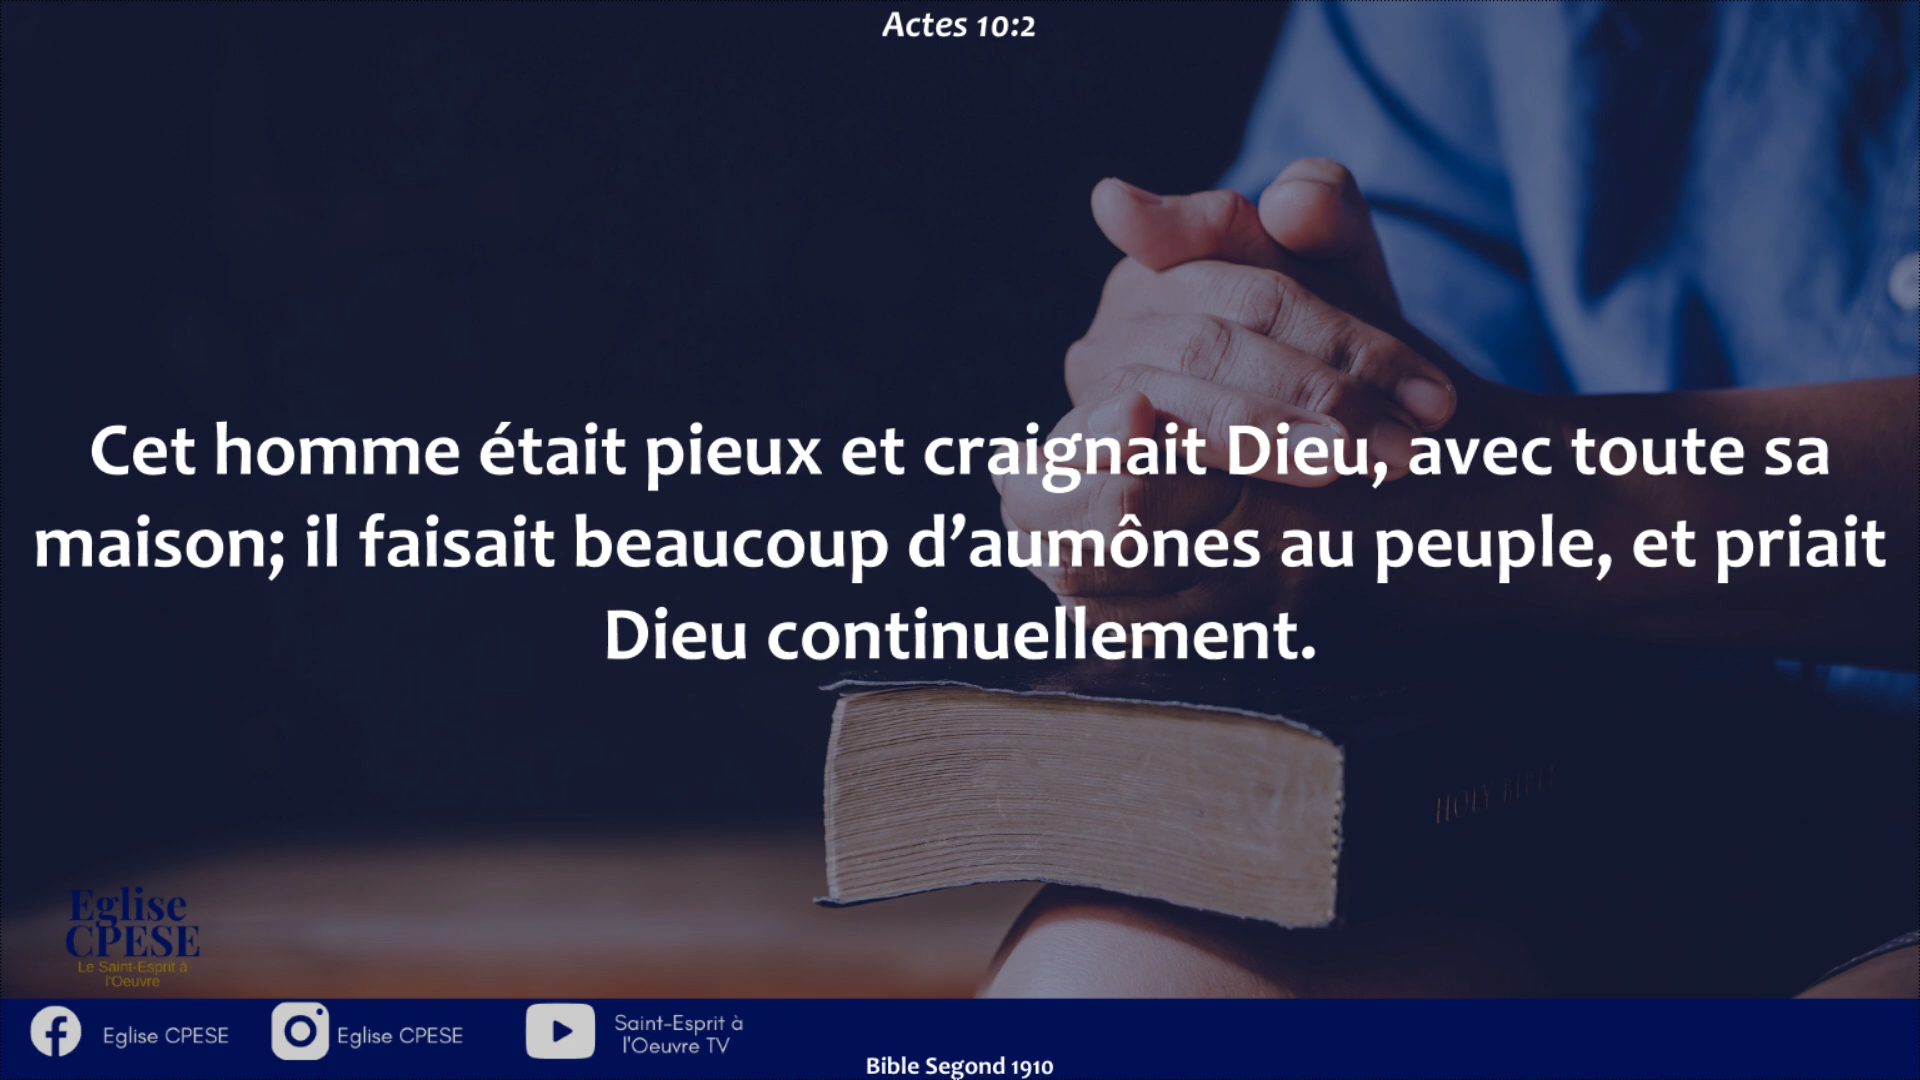 Actes 10:2
Cet homme était pieux et craignait Dieu, avec toute sa
maison; il faisait beaucoup d’aumônes au peuple, et priait
Dieu continuellement.
HOLY BIBLE
Eglise
CPESE
Le Saint-Esprit à
l'Oeuvre
Eglise CPESE
Eglise CPESE
Saint-Esprit à
l'Oeuvre TV
Bible Segond 1910